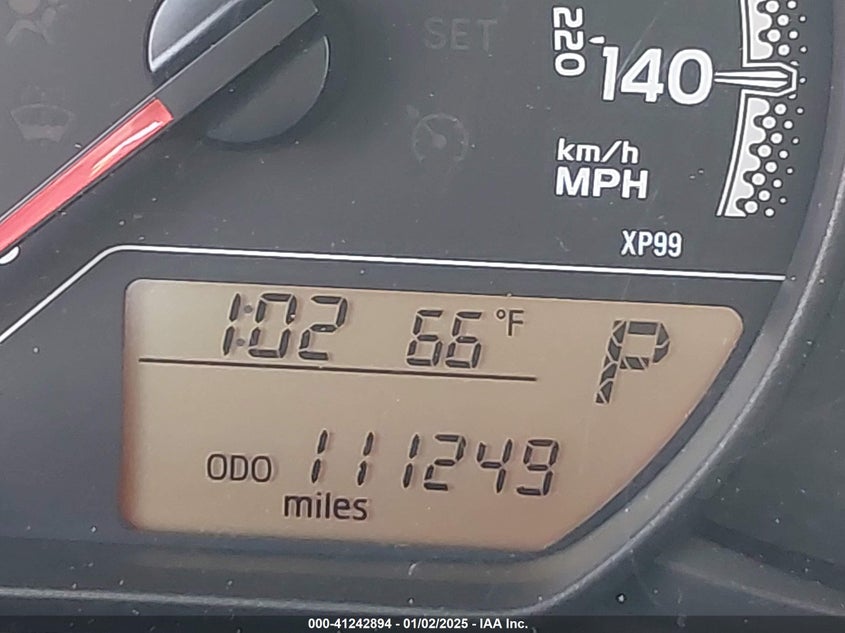 SET
220
140
km/h
MPH
XP99
1:02 66 °F P
ODO 111249
miles
000-41242894 - 01/02/2025 - IAA Inc.